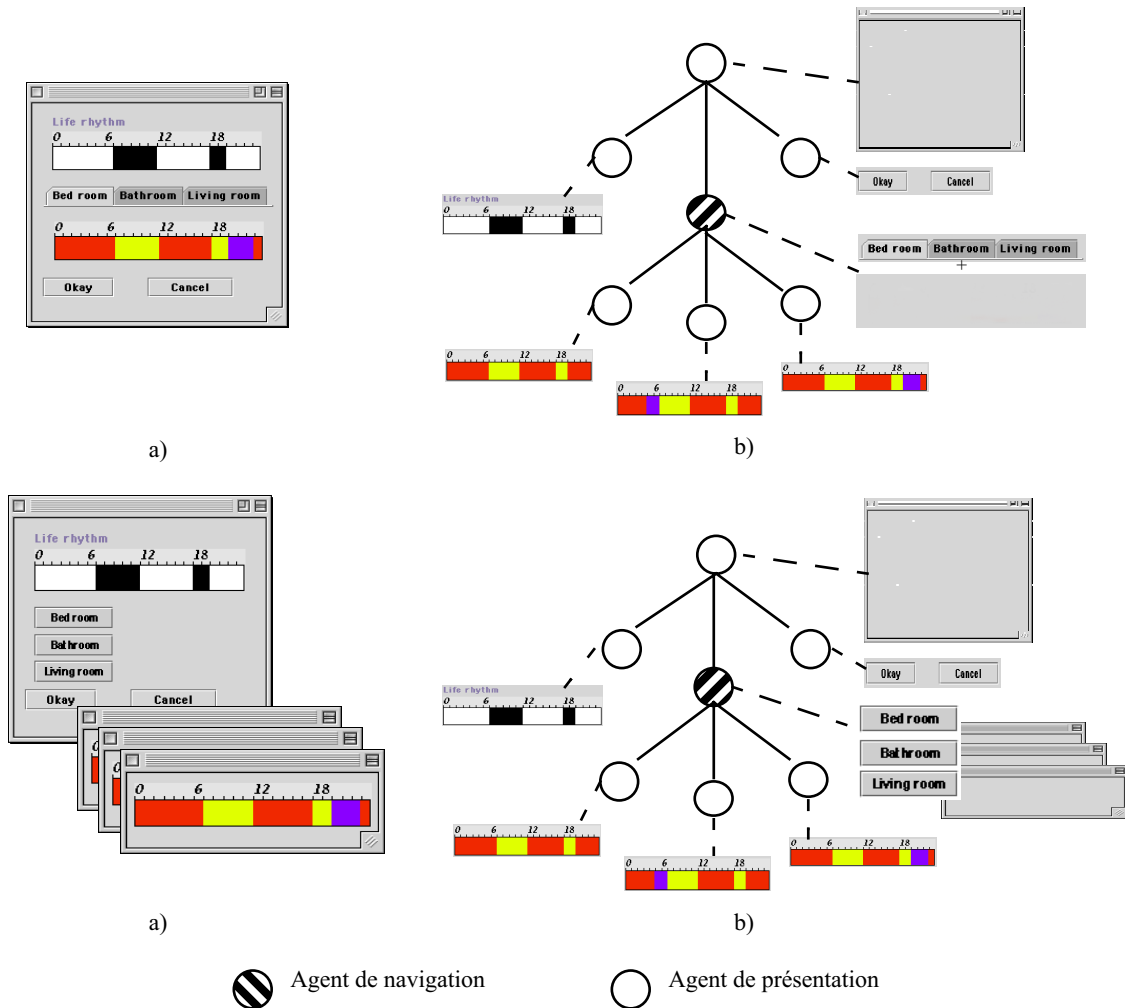 Life rhythm
0 6 12 18
Bed room Bathroom Living room
0 6 12 18
Okay Cancel
a)
Okay Cancel
Life rhythm
0 6 12 18
Bed room Bathroom Living room
+
0 6 12 18
0 6 12 18
0 6 12 18
b)
Life rhythm
0 6 12 18
Bed room
Bathroom
Living room
Okay Cancel
0
0
0 6 12 18
a)
Okay Cancel
Life rhythm
0 6 12 18
Bed room
Bathroom
Living room
0 6 12 18
0 6 12 18
0 6 12 18
b)
Agent de navigation
Agent de présentation